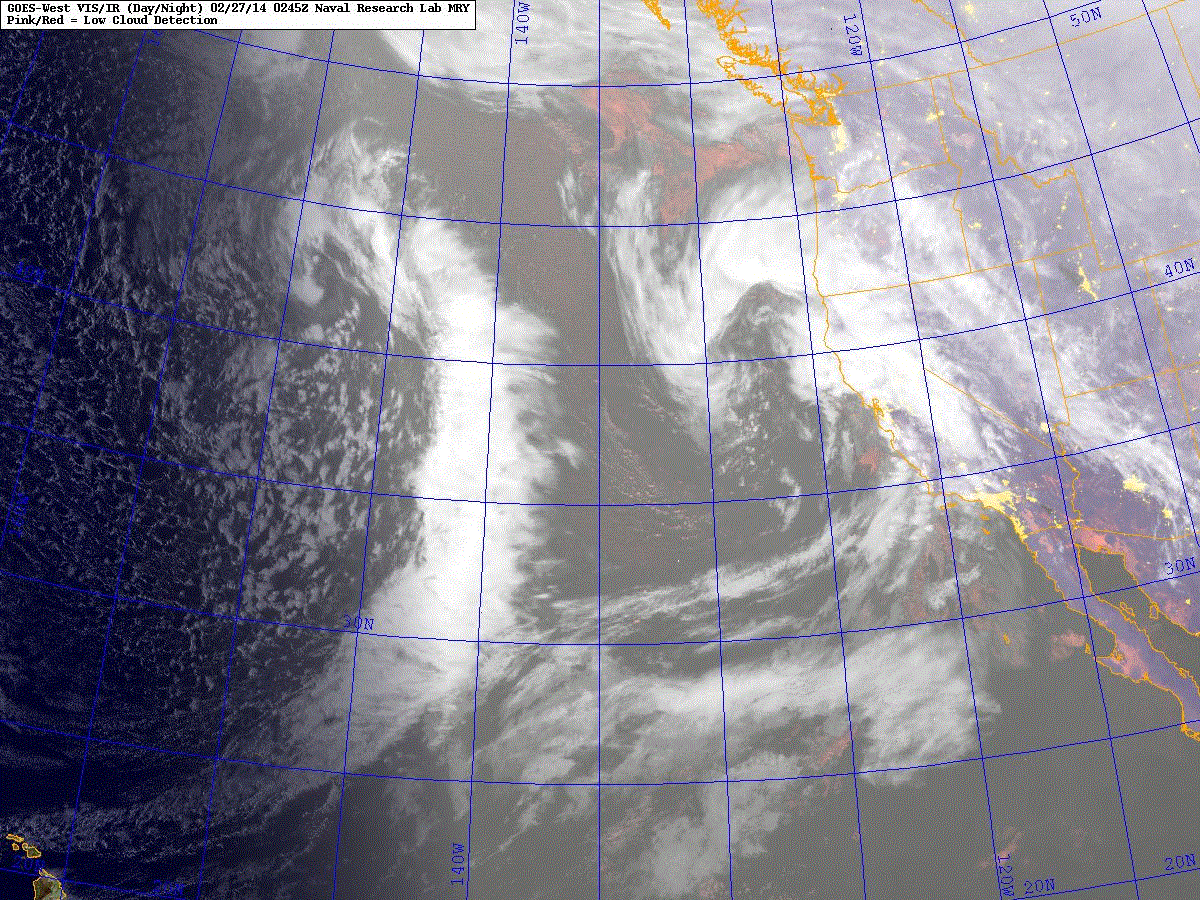 GOES-West VIS/IR (Day/Night) 02/27/14 0245Z Naval Research Lab MRY
Pink/Red = Low Cloud Detection
140W
120W
50N
40N
30N
30N
140W
120W
20N
20N